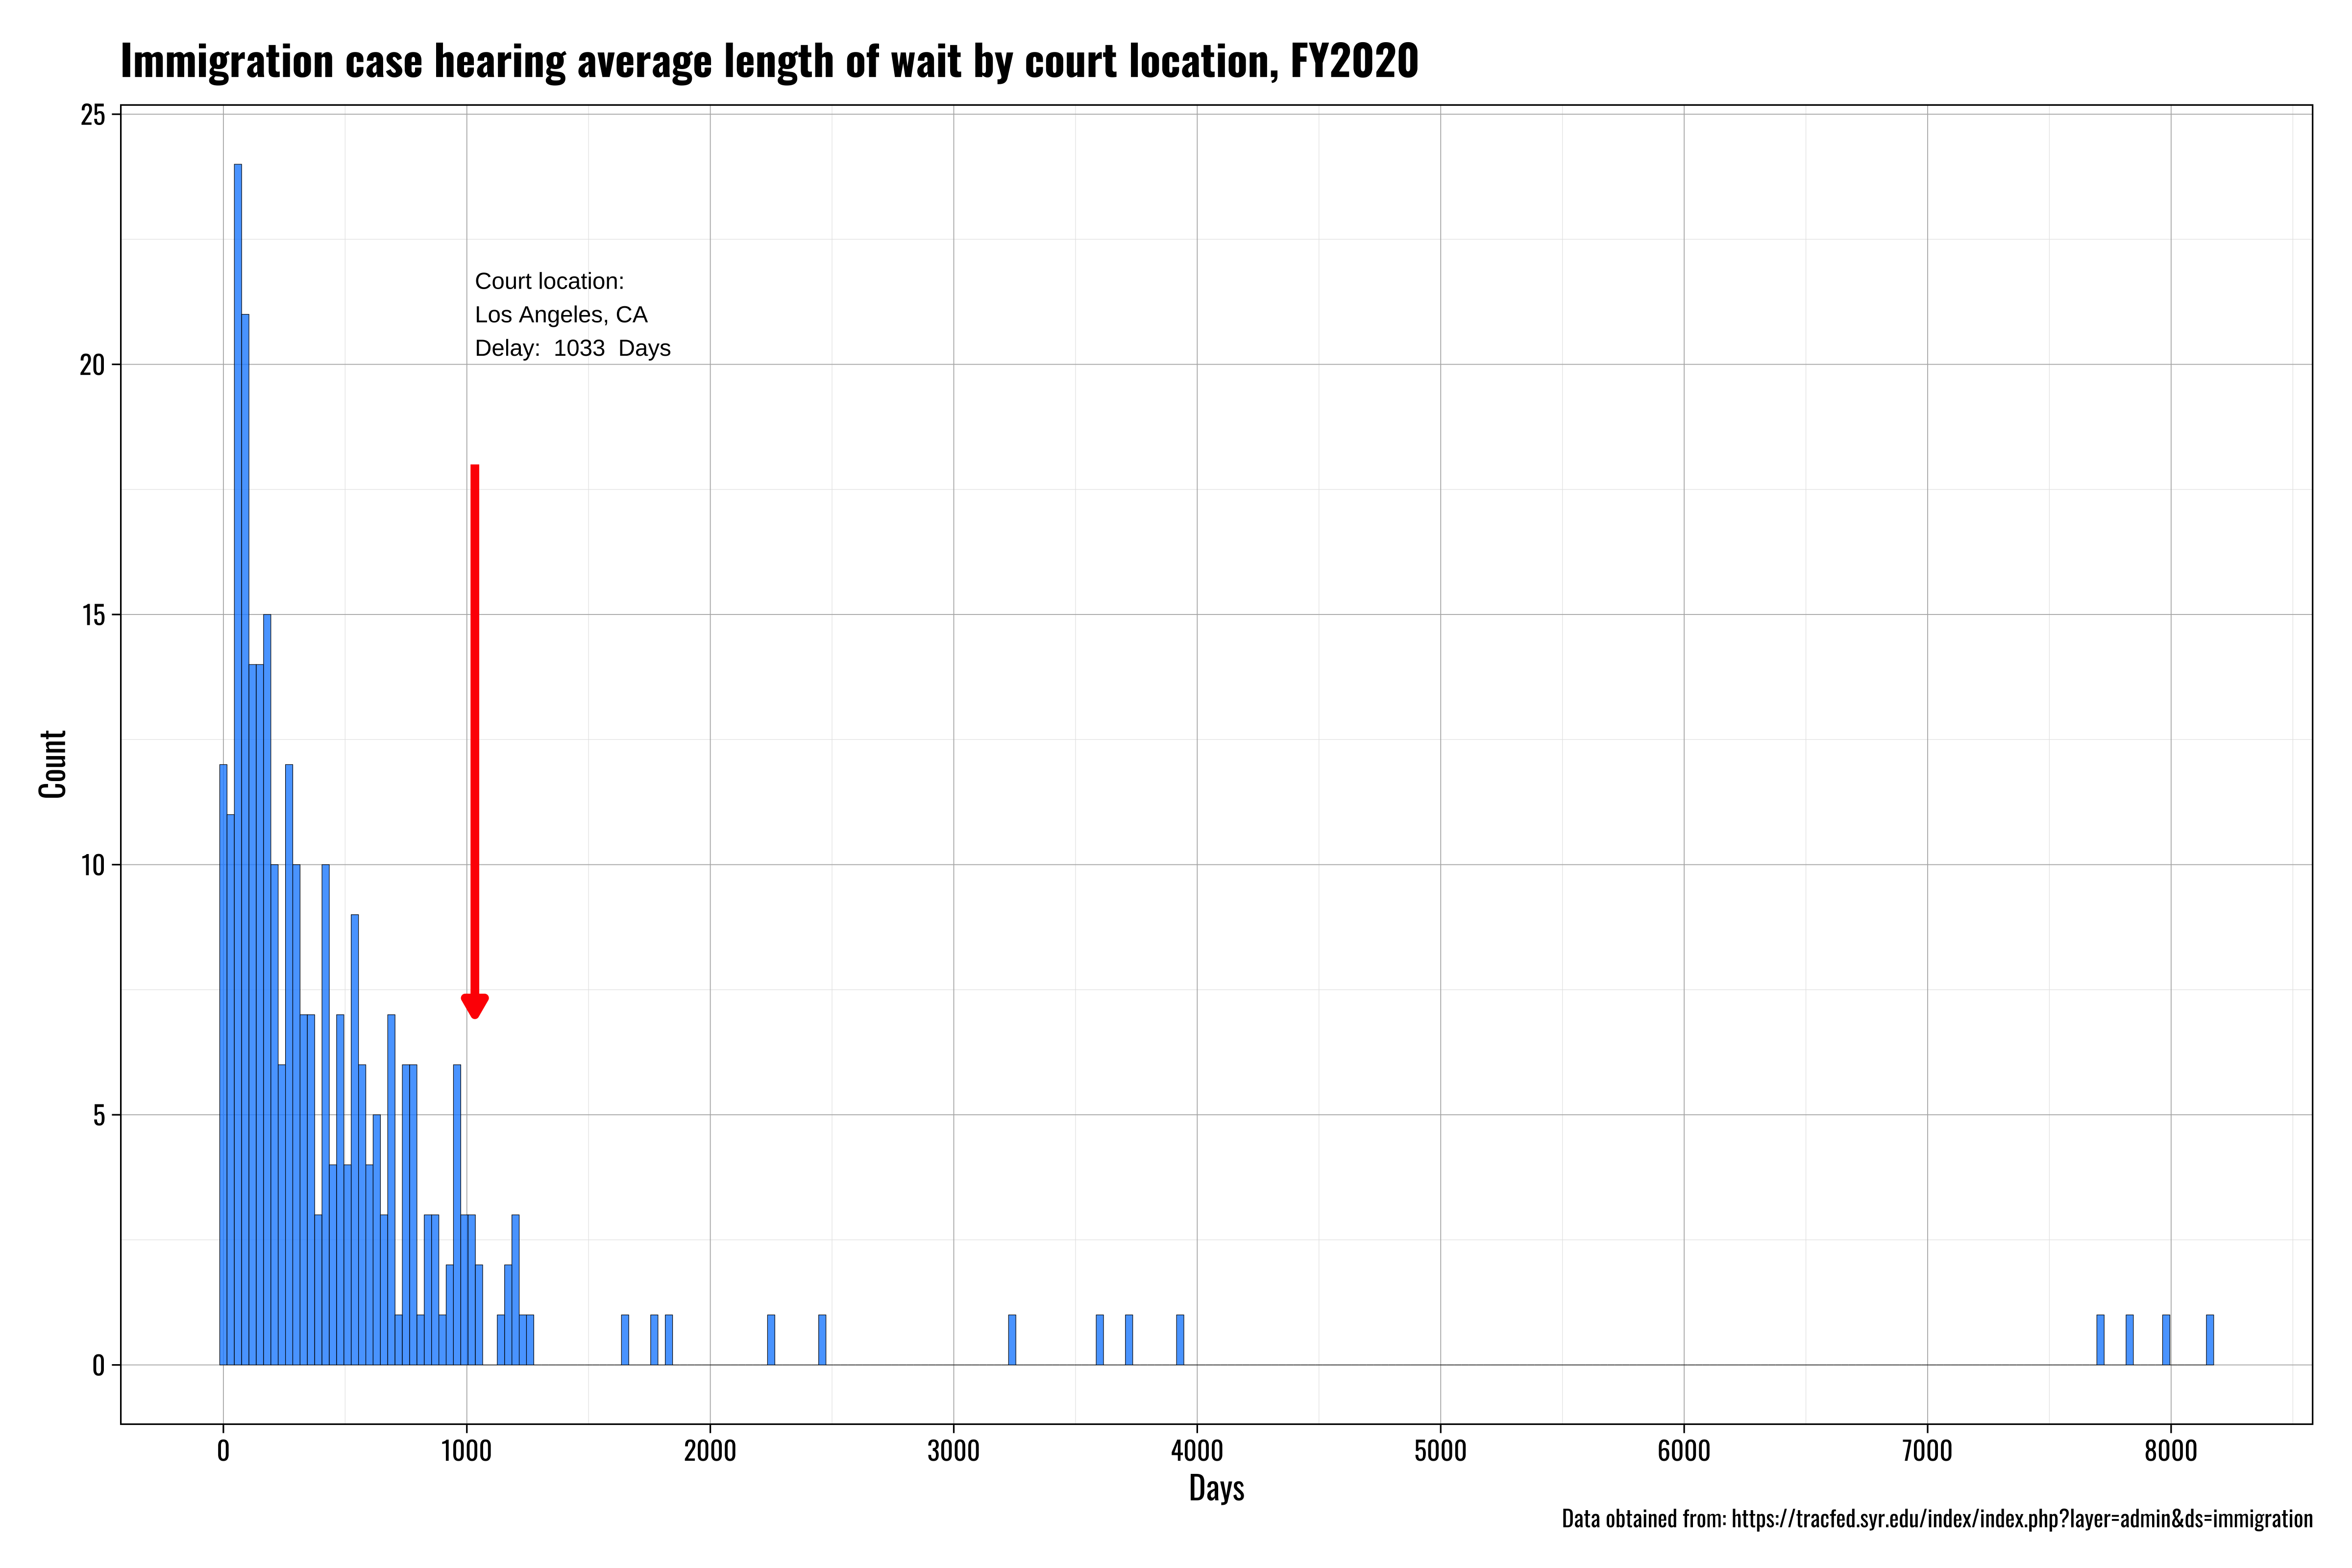 Immigration case hearing average length of wait by court location, FY2020
25
20
15
10
5
0
Count
Court location:
Los Angeles, CA
Delay:  1033  Days
0 1000 2000 3000 4000 5000 6000 7000 8000
Days
Data obtained from: https://tracfed.syr.edu/index/index.php?layer=admin&ds=immigration